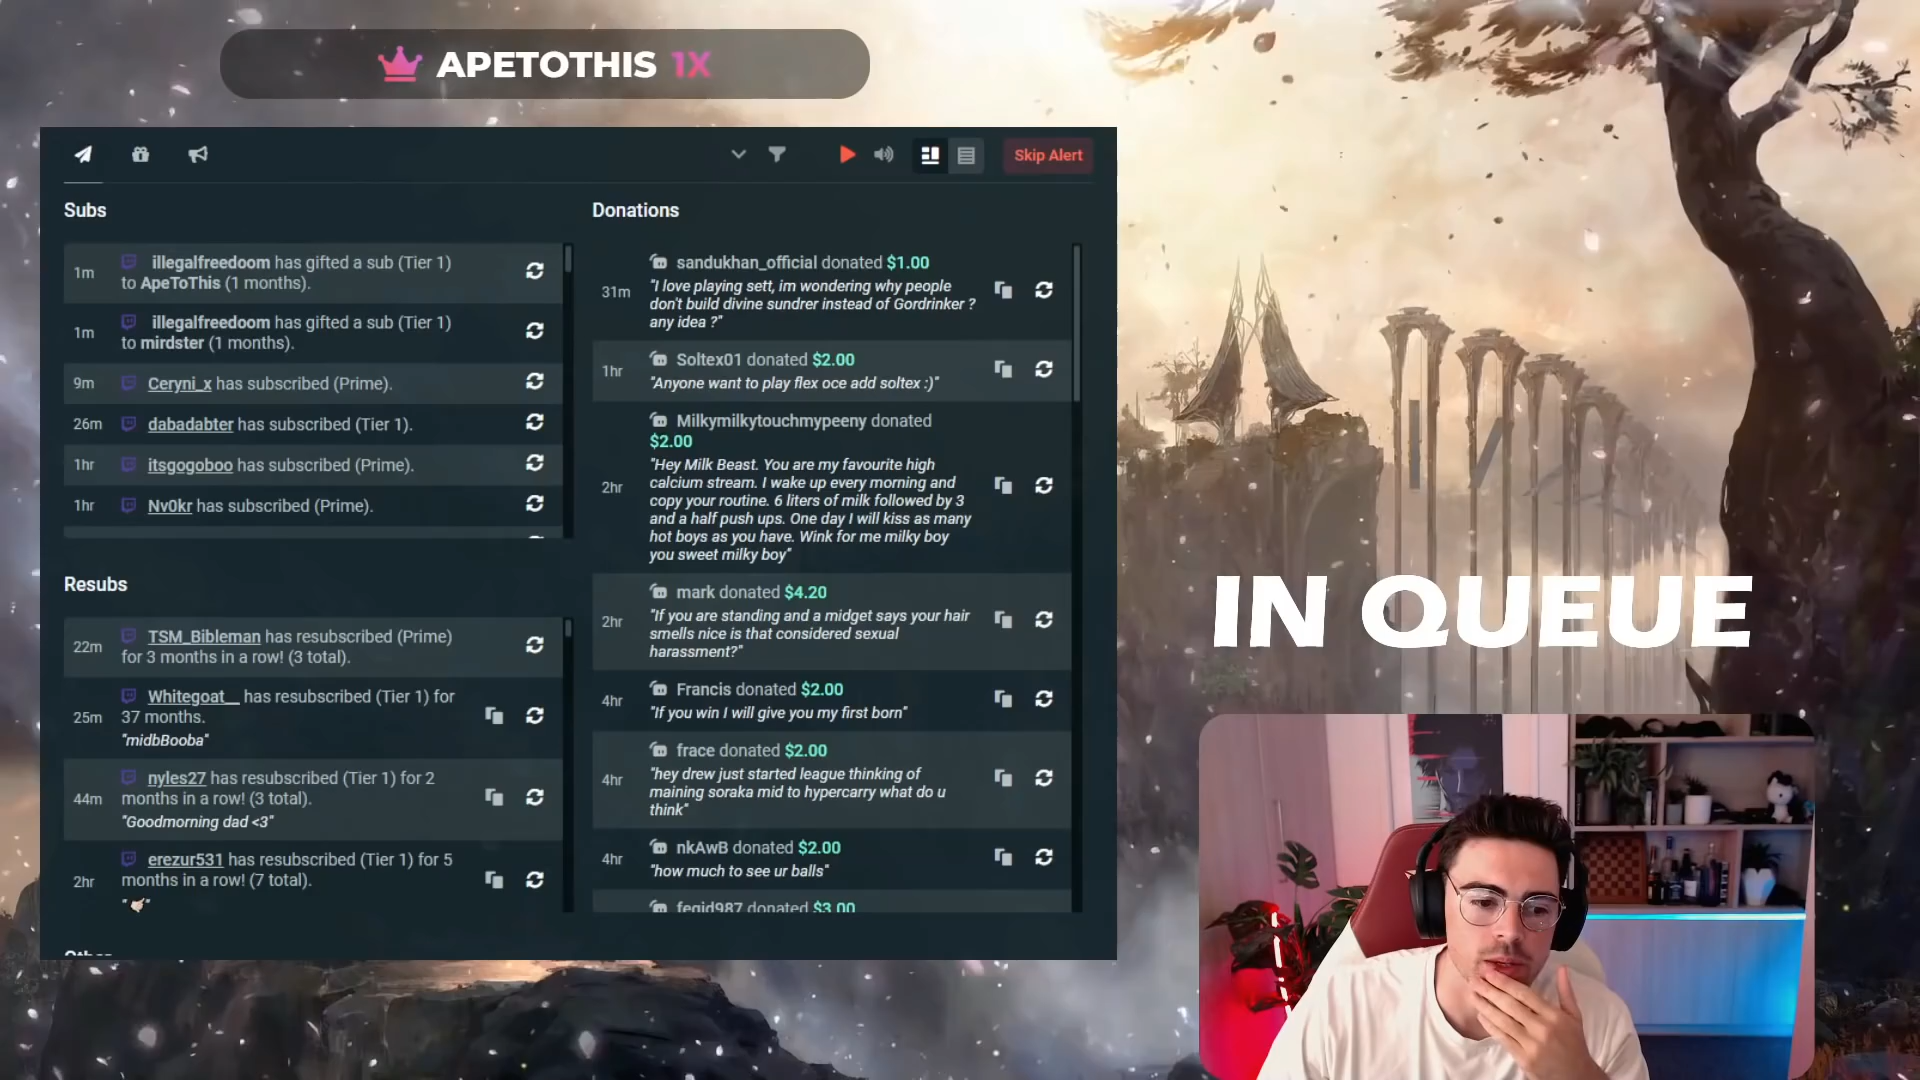 APETOTHIS 1X
Skip Alert
Subs
1m
illegalfreedoom has gifted a sub (Tier 1)
to ApeToThis (1 months).
1m
illegalfreedoom has gifted a sub (Tier 1)
to mirdster (1 months).
9m
Ceryni_x has subscribed (Prime).
26m
dabadabter has subscribed (Tier 1).
1hr
itsgogoboo has subscribed (Prime).
1hr
Nv0kr has subscribed (Prime).
Resubs
22m
TSM_Bibleman has resubscribed (Prime)
for 3 months in a row! (3 total).
25m
Whitegoat__ has resubscribed (Tier 1) for
37 months.
"midbBooba"
44m
nyles27 has resubscribed (Tier 1) for 2
months in a row! (3 total).
"Goodmorning dad <3"
2hr
erezur531 has resubscribed (Tier 1) for 5
months in a row! (7 total).
Other
Donations
31m
sandukhan_official donated $1.00
"I love playing sett, im wondering why people
don't build divine sundrer instead of Gordrinker ?
any idea ?"
1hr
Soltex01 donated $2.00
"Anyone want to play flex oce add soltex :)"
2hr
Milkymilkytouchmypeeny donated
$2.00
"Hey Milk Beast. You are my favourite high
calcium stream. I wake up every morning and
copy your routine. 6 liters of milk followed by 3
and a half push ups. One day I will kiss as many
hot boys as you have. Wink for me milky boy
you sweet milky boy"
2hr
mark donated $4.20
"If you are standing and a midget says your hair
smells nice is that considered sexual
harassment?"
4hr
Francis donated $2.00
"If you win I will give you my first born"
4hr
frace donated $2.00
"hey drew just started league thinking of
maining soraka mid to hypercarry what do u
think"
4hr
nkAwB donated $2.00
"how much to see ur balls"
feqid987 donated $3.00
IN QUEUE